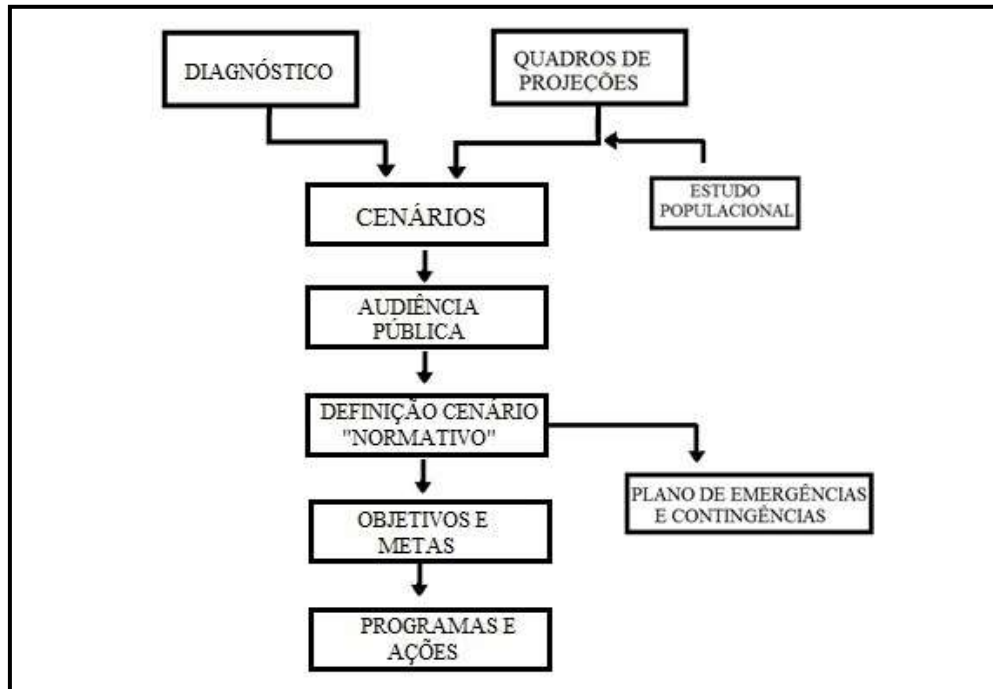 DIAGNÓSTICO
QUADROS DE
PROJEÇÕES
ESTUDO
POPULACIONAL
CENÁRIOS
AUDIÊNCIA
PÚBLICA
DEFINIÇÃO CENÁRIO
"NORMATIVO"
PLANO DE EMERGÊNCIAS
E CONTINGÊNCIAS
OBJETIVOS E
METAS
PROGRAMAS E
AÇÕES